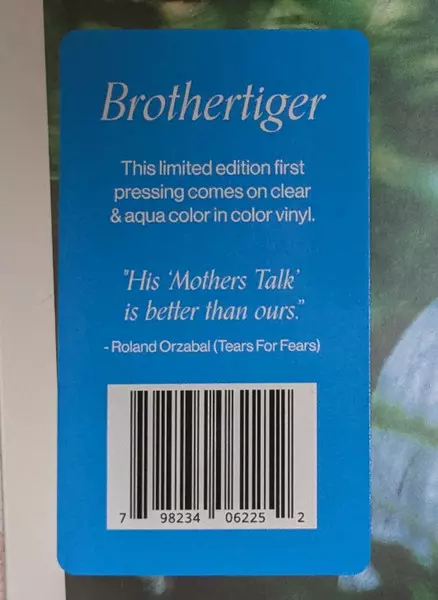 Brothertiger
This limited edition first
pressing comes on clear
& aqua color in color vinyl.
"His ‘Mothers Talk’
is better than ours."
- Roland Orzabal (Tears For Fears)
7 98234 06225 2